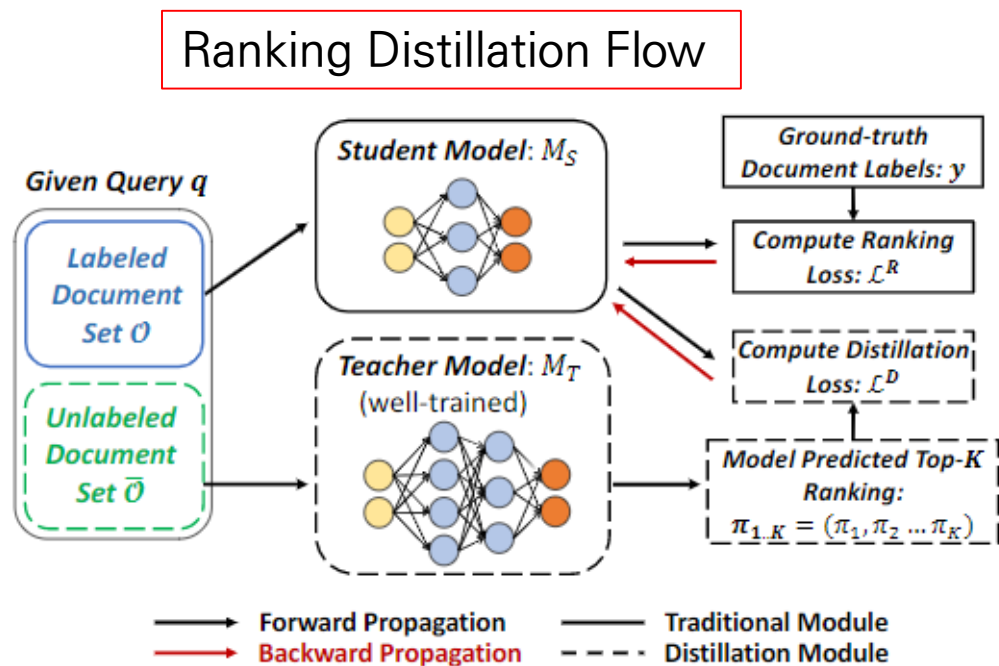 Ranking Distillation Flow
Given Query q
Labeled
Document
Set 𝒪
Unlabeled
Document
Set 𝒪̄
Student Model: M_S
Teacher Model: M_T
(well-trained)
Ground-truth
Document Labels: y
Compute Ranking
Loss: ℒ^R
Compute Distillation
Loss: ℒ^D
Model Predicted Top-K
Ranking:
π_{1..K} = (π_1, π_2 ... π_K)
Forward Propagation
Traditional Module
Backward Propagation
Distillation Module